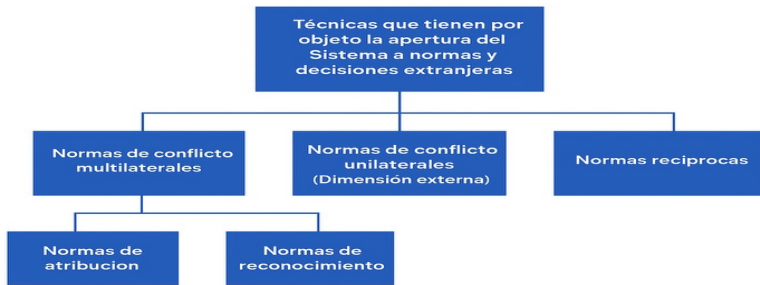 Técnicas que tienen por
objeto la apertura del
Sistema a normas y
decisiones extranjeras
Normas de conflicto
multilaterales
Normas de conflicto
unilaterales
(Dimensión externa)
Normas reciprocas
Normas de
atribucion
Normas de
reconocimiento